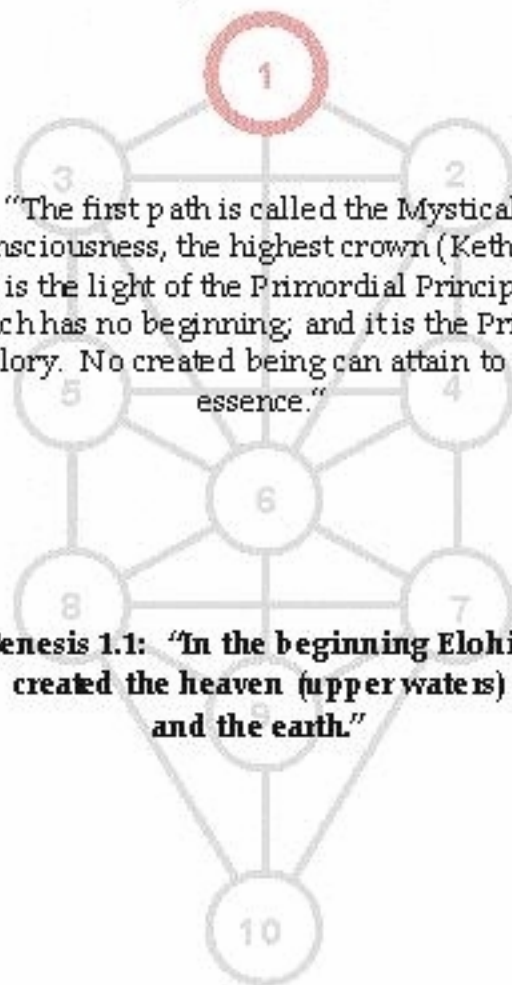 1
3 2
“The first path is called the Mystical
nsciousness, the highest crown (Keth
is the light of the Primordial Princip
ch has no beginning; and it is the Pri
lory. No created being can attain to
5 4
essence.“
6
8 7
enesis 1.1: “In the beginning Elohi
created the heaven (upper waters)
9
and the earth.”
10